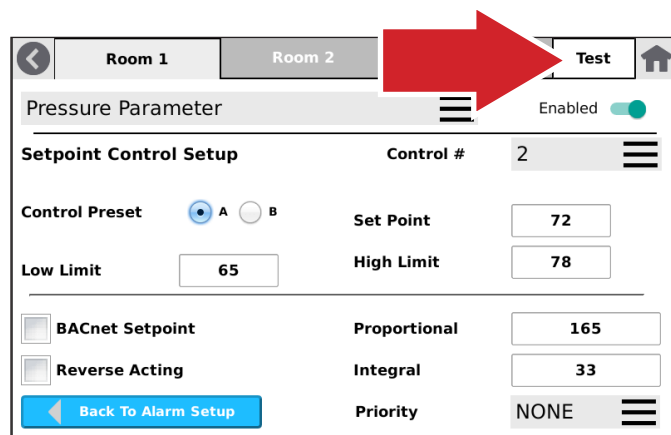 Room 1 Room 2 Test
Pressure Parameter Enabled
Setpoint Control Setup Control # 2
Control Preset A B Set Point 72
Low Limit 65 High Limit 78
BACnet Setpoint Proportional 165
Reverse Acting Integral 33
Back To Alarm Setup Priority NONE